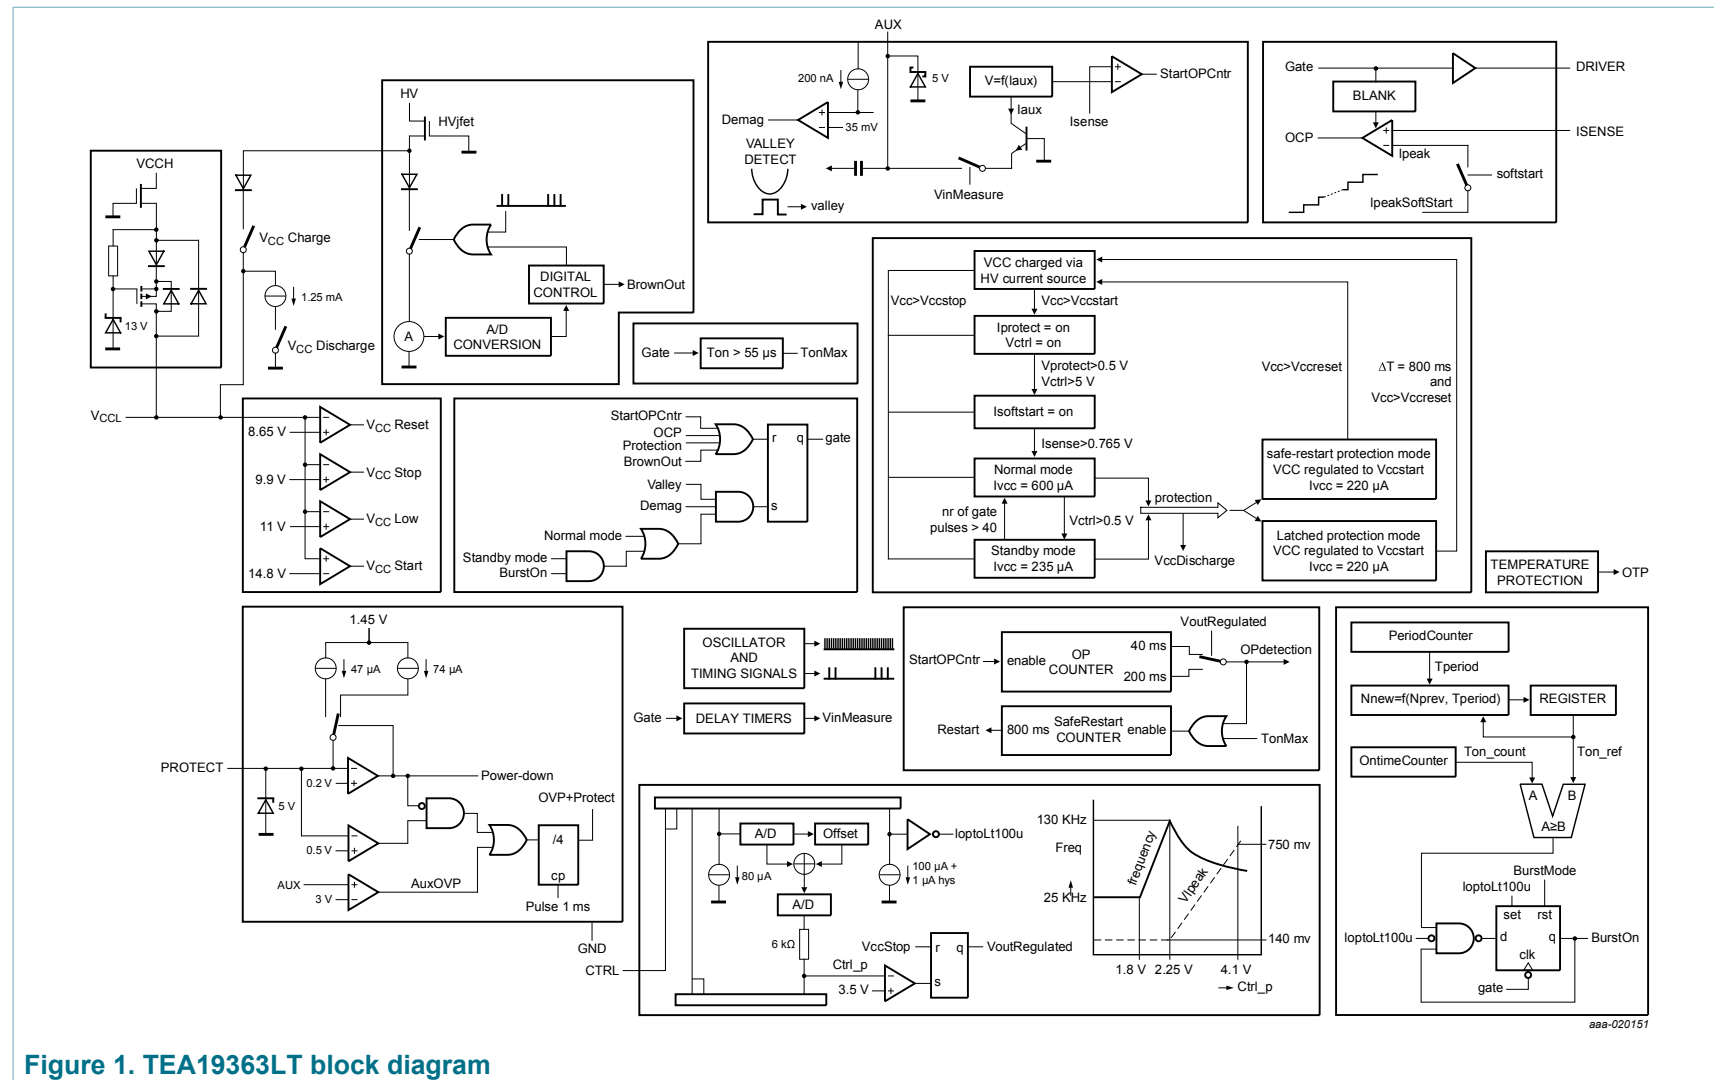 AUX
200 nA
5 V
V=f(Iaux)
+
−
StartOPCntr
Iaux
Isense
Demag
+
−
35 mV
VALLEY
DETECT
valley
VinMeasure
Gate
DRIVER
BLANK
OCP
+
−
ISENSE
Ipeak
softstart
IpeakSoftStart
HV
HVjfet
DIGITAL
CONTROL
BrownOut
A
A/D
CONVERSION
VCCH
13 V
VCC Charge
1.25 mA
VCC Discharge
VCCL
Gate
Ton > 55 µs
TonMax
8.65 V
−
+
VCC Reset
9.9 V
−
+
VCC Stop
11 V
−
+
VCC Low
14.8 V
+
−
VCC Start
StartOPCntr
OCP
Protection
BrownOut
r
q
gate
Valley
Demag
s
Normal mode
Standby mode
BurstOn
VCC charged via
HV current source
Vcc>Vccstop
Vcc>Vccstart
Iprotect = on
Vctrl = on
Vprotect>0.5 V
Vctrl>5 V
Isoftstart = on
Isense>0.765 V
Normal mode
Ivcc = 600 µA
nr of gate
pulses > 40
Vctrl>0.5 V
Standby mode
Ivcc = 235 µA
protection
VccDischarge
Vcc>Vccreset
ΔT = 800 ms
and
Vcc>Vccreset
safe-restart protection mode
VCC regulated to Vccstart
Ivcc = 220 µA
Latched protection mode
VCC regulated to Vccstart
Ivcc = 220 µA
TEMPERATURE
PROTECTION
OTP
1.45 V
47 µA
74 µA
PROTECT
5 V
0.2 V
−
+
Power-down
OVP+Protect
0.5 V
−
+
/4
cp
AUX
3 V
+
−
AuxOVP
Pulse 1 ms
GND
OSCILLATOR
AND
TIMING SIGNALS
Gate
DELAY TIMERS
VinMeasure
StartOPCntr
enable
OP
COUNTER
40 ms
200 ms
VoutRegulated
OPdetection
Restart
800 ms
SafeRestart
COUNTER
enable
TonMax
CTRL
A/D
Offset
IoptoLt100u
80 µA
100 µA +
1 µA hys
A/D
6 kΩ
Ctrl_p
3.5 V
−
+
VccStop
r
q
VoutRegulated
s
130 KHz
Freq
25 KHz
frequency
VIpeak
750 mv
140 mv
1.8 V
2.25 V
4.1 V
Ctrl_p
PeriodCounter
Tperiod
Nnew=f(Nprev, Tperiod)
REGISTER
OntimeCounter
Ton_count
Ton_ref
A
B
A≥B
BurstMode
IoptoLt100u
set
rst
IoptoLt100u
d
q
BurstOn
clk
gate
aaa-020151
Figure 1. TEA19363LT block diagram